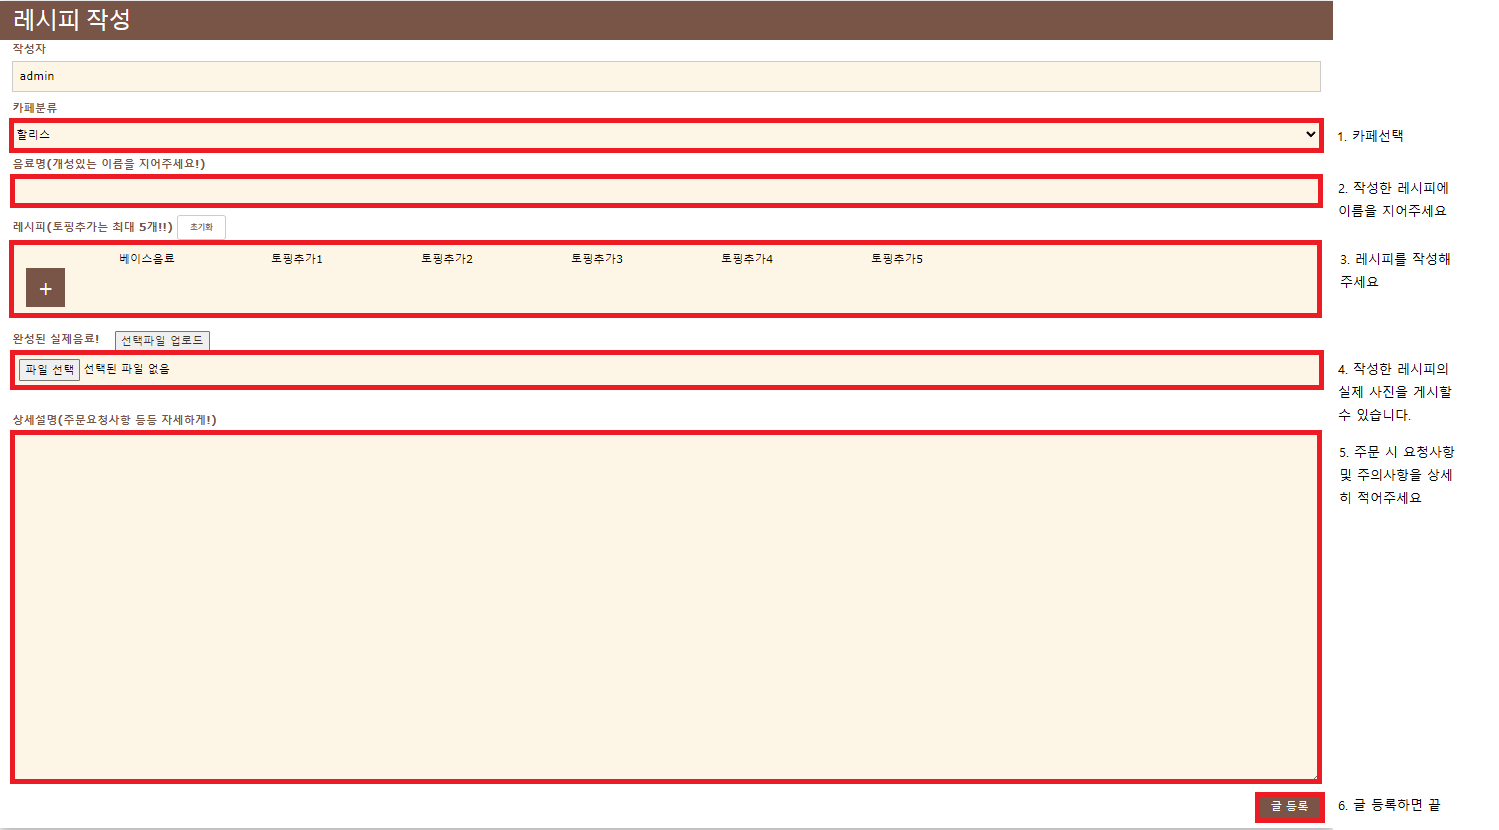 레시피 작성
작성자
admin
카페분류
할리스
1. 카페선택
음료명(개성있는 이름을 지어주세요!)
2. 작성한 레시피에
이름을 지어주세요
레시피(토핑추가는 최대 5개!!) 초기화
베이스음료 토핑추가1 토핑추가2 토핑추가3 토핑추가4 토핑추가5
+
3. 레시피를 작성해
주세요
완성된 실제음료! 선택파일 업로드
파일 선택 선택된 파일 없음
4. 작성한 레시피의
실제 사진을 게시할
수 있습니다.
상세설명(주문요청사항 등등 자세하게!)
5. 주문 시 요청사항
및 주의사항을 상세
히 적어주세요
글 등록
6. 글 등록하면 끝